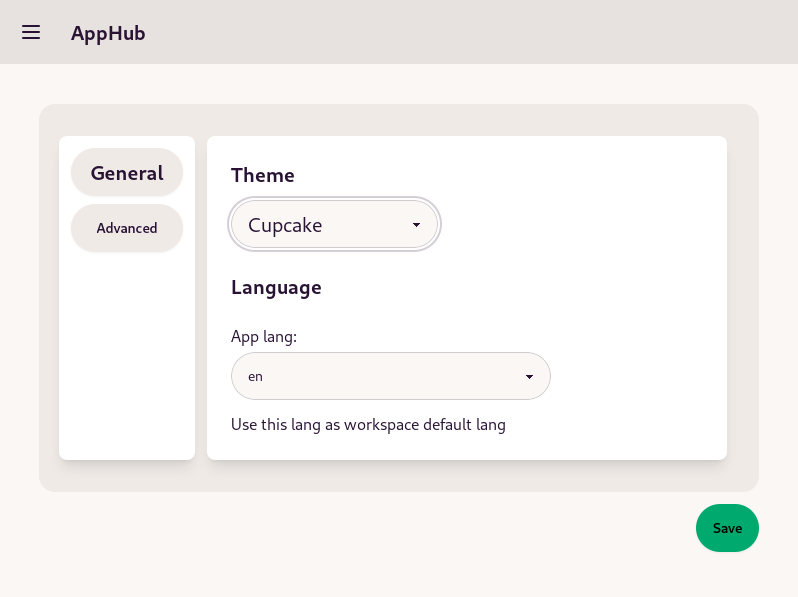 AppHub
General
Advanced
Theme
Cupcake
Language
App lang:
en
Use this lang as workspace default lang
Save